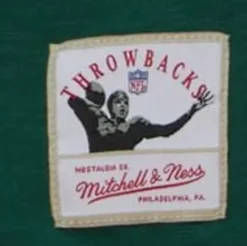 THROWBACKS
NFL
NOSTALGIA CO.
Mitchell & Ness
PHILADELPHIA, PA.